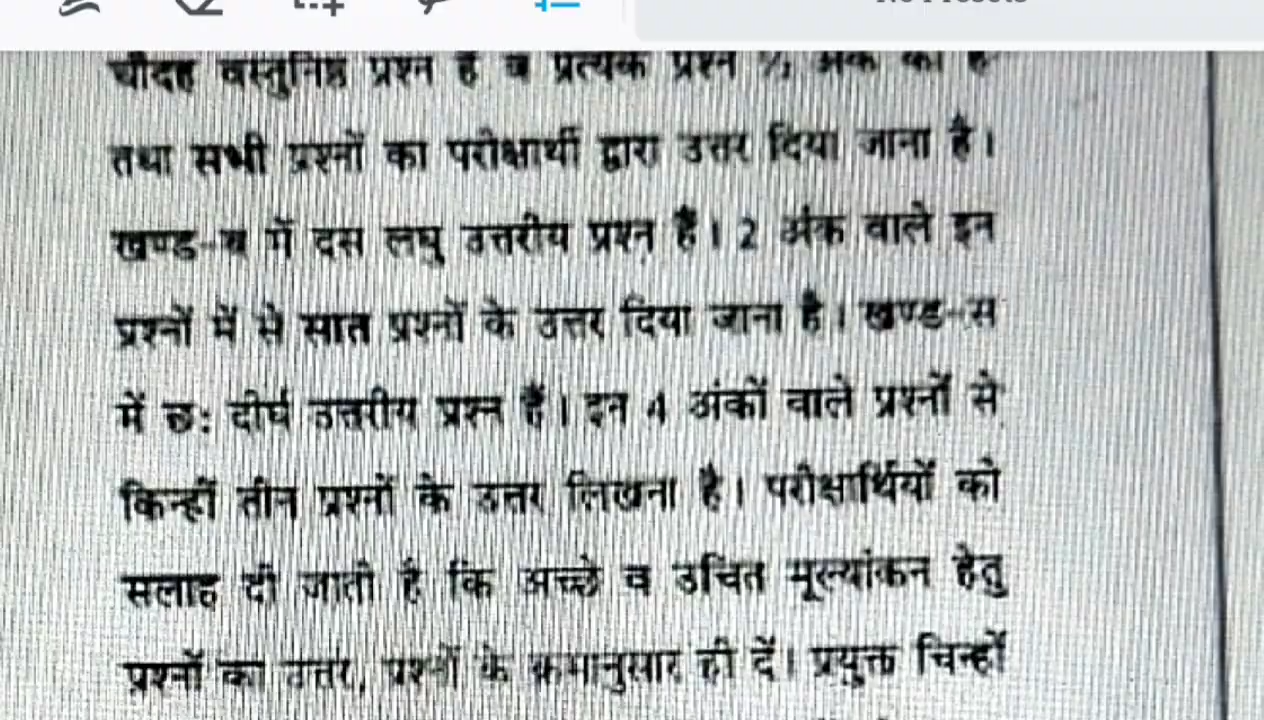 चौदह वस्तुनिष्ठ प्रश्न हैं व प्रत्येक प्रश्न अंक का है
तथा सभी प्रश्नों का परीक्षार्थी द्वारा उत्तर दिया जाना है।
खण्ड-ब में दस लघु उत्तरीय प्रश्न हैं। 2 अंक वाले इन
प्रश्नों में से सात प्रश्नों के उत्तर दिया जाना है। खण्ड-स
में छः दीर्घ उत्तरीय प्रश्न हैं। इन 4 अंकों वाले प्रश्नों से
किन्हीं तीन प्रश्नों के उत्तर लिखना है। परीक्षार्थियों को
सलाह दी जाती है कि अच्छे व उचित मूल्यांकन हेतु
प्रश्नों का उत्तर, प्रश्नों के क्रमानुसार ही दें। प्रयुक्त चिन्हों